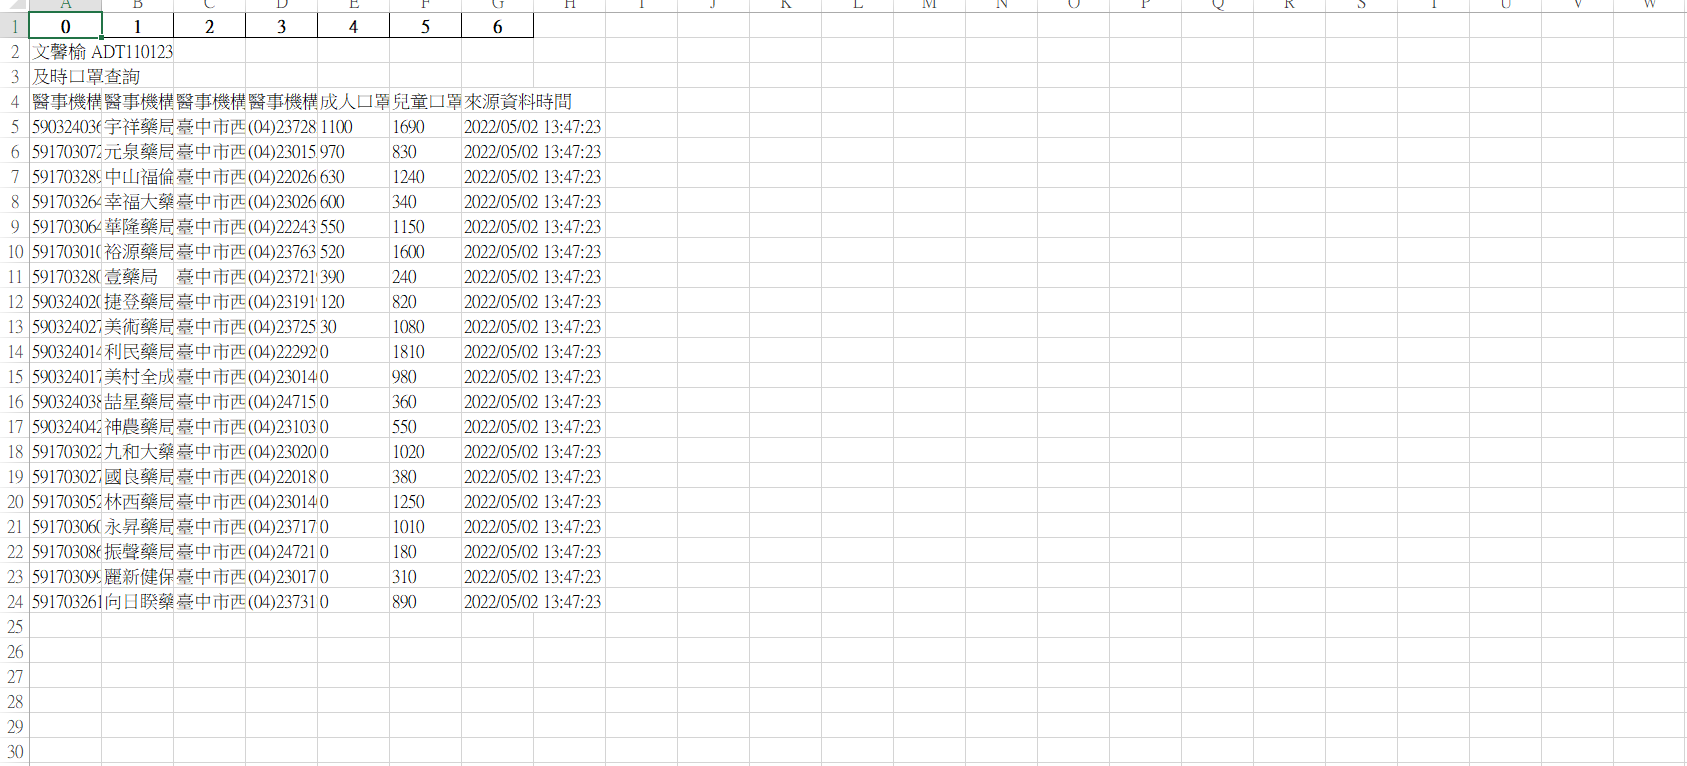 A B C D E F G H I J K L M N O P Q R S T U V W
1 0 1 2 3 4 5 6
2 文馨榆 ADT110123
3 及時口罩查詢
4 醫事機構 醫事機構 醫事機構 醫事機構 成人口罩 兒童口罩 來源資料時間
5 59032403 宇祥藥局 臺中市西 (04)23728 1100 1690 2022/05/02 13:47:23
6 59170307 元泉藥局 臺中市西 (04)23015 970 830 2022/05/02 13:47:23
7 59170328 中山福倫 臺中市西 (04)22026 630 1240 2022/05/02 13:47:23
8 59170326 幸福大藥 臺中市西 (04)23026 600 340 2022/05/02 13:47:23
9 59170306 華隆藥局 臺中市西 (04)22243 550 1150 2022/05/02 13:47:23
10 59170301 裕源藥局 臺中市西 (04)23763 520 1600 2022/05/02 13:47:23
11 59170328 壹藥局 臺中市西 (04)23721 390 240 2022/05/02 13:47:23
12 59032402 捷登藥局 臺中市西 (04)23191 120 820 2022/05/02 13:47:23
13 59032402 美術藥局 臺中市西 (04)23725 30 1080 2022/05/02 13:47:23
14 59032401 利民藥局 臺中市西 (04)22292 0 1810 2022/05/02 13:47:23
15 59032401 美村全成 臺中市西 (04)23014 0 980 2022/05/02 13:47:23
16 59032403 喆星藥局 臺中市西 (04)24715 0 360 2022/05/02 13:47:23
17 59032404 神農藥局 臺中市西 (04)23103 0 550 2022/05/02 13:47:23
18 59170302 九和大藥 臺中市西 (04)23020 0 1020 2022/05/02 13:47:23
19 59170302 國良藥局 臺中市西 (04)22018 0 380 2022/05/02 13:47:23
20 59170305 林西藥局 臺中市西 (04)23014 0 1250 2022/05/02 13:47:23
21 59170306 永昇藥局 臺中市西 (04)23717 0 1010 2022/05/02 13:47:23
22 59170308 振聲藥局 臺中市西 (04)24721 0 180 2022/05/02 13:47:23
23 59170309 麗新健保 臺中市西 (04)23017 0 310 2022/05/02 13:47:23
24 59170326 向日睽藥 臺中市西 (04)23731 0 890 2022/05/02 13:47:23
25
26
27
28
29
30